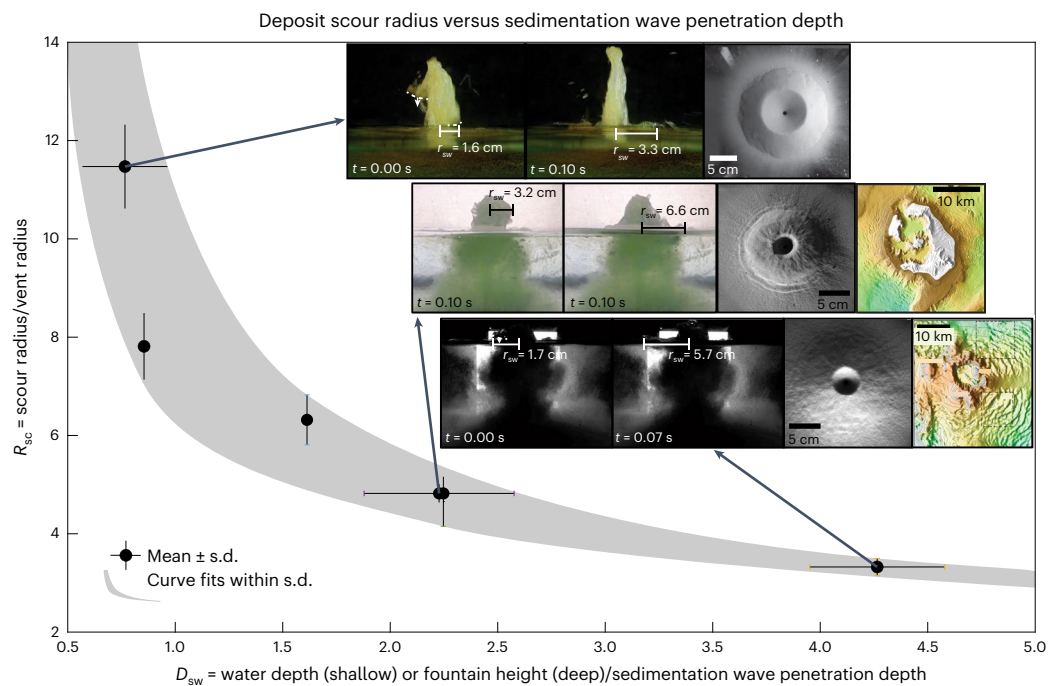 Deposit scour radius versus sedimentation wave penetration depth
14
12
10
8
6
4
2
R_sc = scour radius/vent radius
r_sw = 1.6 cm
t = 0.00 s
r_sw = 3.3 cm
t = 0.10 s
5 cm
r_sw = 3.2 cm
t = 0.10 s
r_sw = 6.6 cm
t = 0.10 s
5 cm
10 km
r_sw = 1.7 cm
t = 0.00 s
r_sw = 5.7 cm
t = 0.07 s
5 cm
10 km
Mean ± s.d.
Curve fits within s.d.
0.5 1.0 1.5 2.0 2.5 3.0 3.5 4.0 4.5 5.0
D_sw = water depth (shallow) or fountain height (deep)/sedimentation wave penetration depth